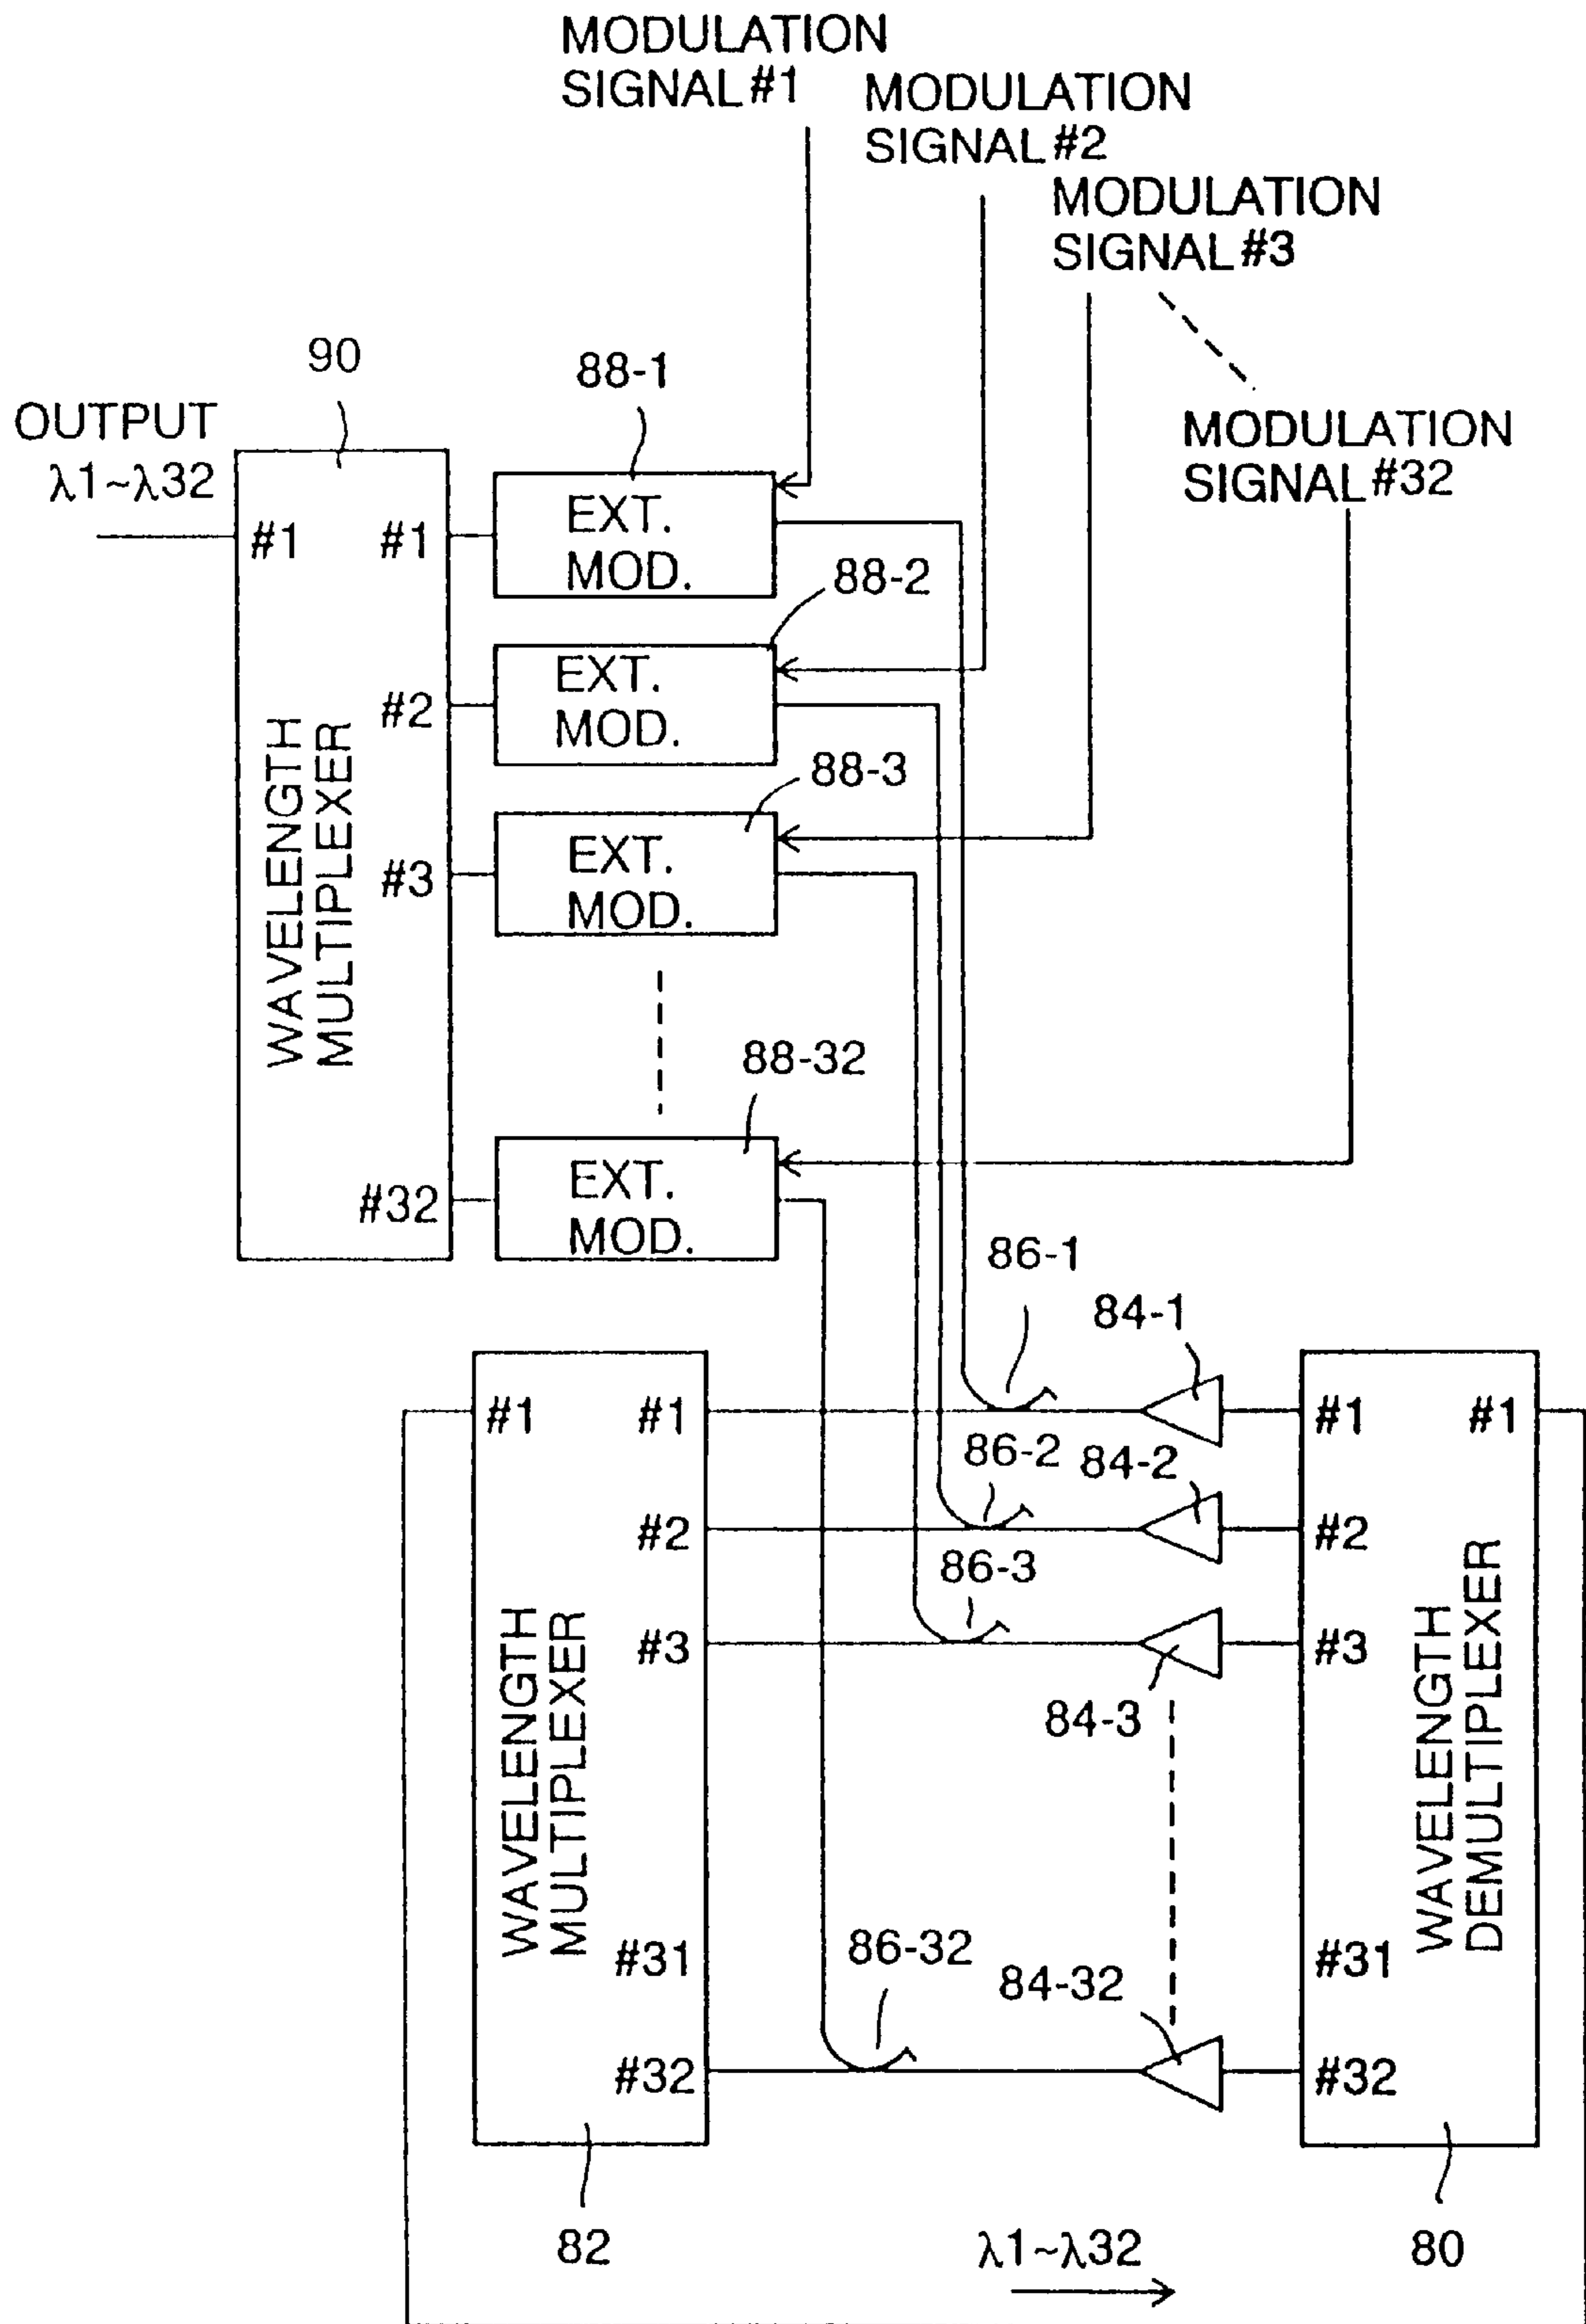 MODULATION
SIGNAL#1
MODULATION
SIGNAL#2
MODULATION
SIGNAL#3
MODULATION
SIGNAL#32
90
88-1
OUTPUT
λ1~λ32
#1
#1
EXT.
MOD.
88-2
#2
EXT.
MOD.
88-3
#3
EXT.
MOD.
WAVELENGTH
MULTIPLEXER
88-32
#32
EXT.
MOD.
86-1
84-1
#1
#1
#1
#1
86-2
84-2
#2
#2
86-3
#3
#3
84-3
WAVELENGTH
MULTIPLEXER
WAVELENGTH
DEMULTIPLEXER
#31
86-32
84-32
#31
#32
#32
82
λ1~λ32
80